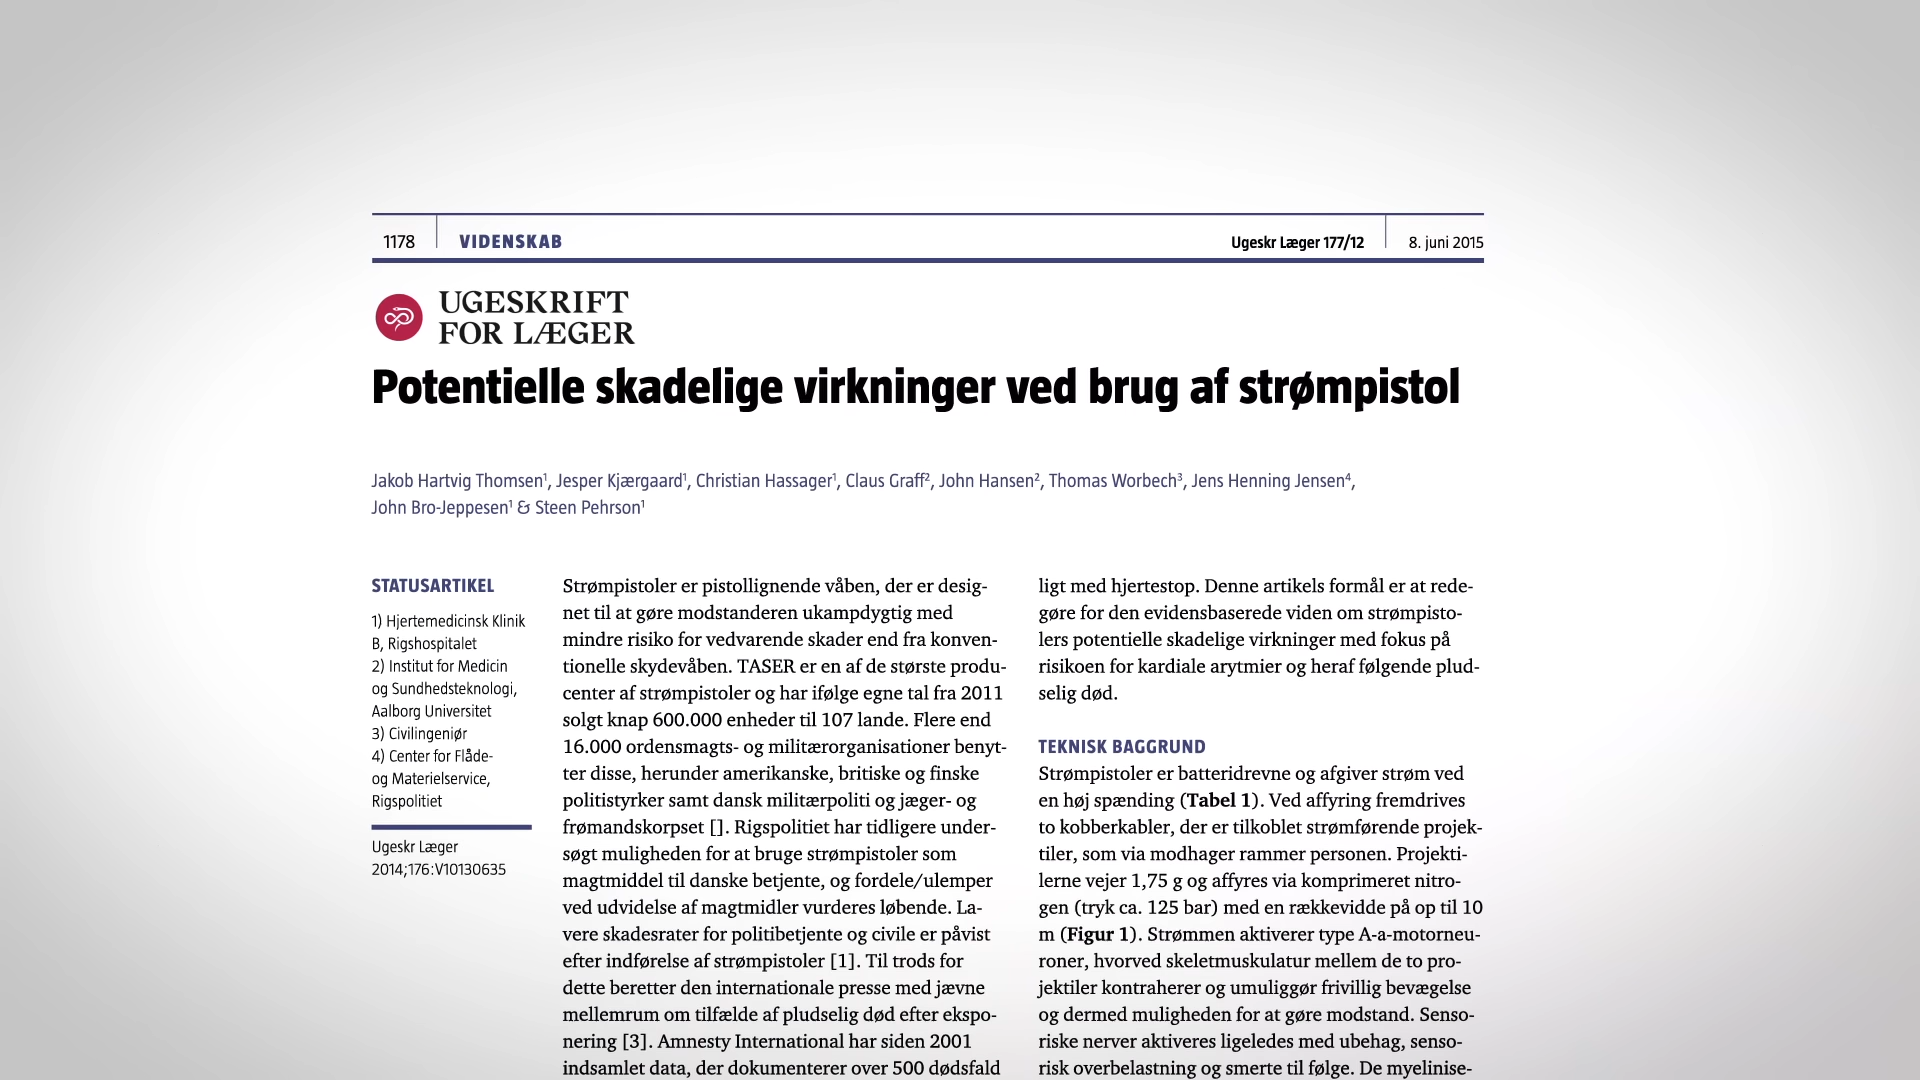 1178 VIDENSKAB Ugeskr Læger 177/12 8. juni 2015
UGESKRIFT
FOR LÆGER
Potentielle skadelige virkninger ved brug af strømpistol
Jakob Hartvig Thomsen¹, Jesper Kjærgaard¹, Christian Hassager¹, Claus Graff², John Hansen², Thomas Worbech³, Jens Henning Jensen⁴,
John Bro-Jeppesen¹ & Steen Pehrson¹
STATUSARTIKEL
1) Hjertemedicinsk Klinik
B, Rigshospitalet
2) Institut for Medicin
og Sundhedsteknologi,
Aalborg Universitet
3) Civilingeniør
4) Center for Flåde-
og Materielservice,
Rigspolitiet
Ugeskr Læger
2014;176:V10130635
Strømpistoler er pistollignende våben, der er desig-
net til at gøre modstanderen ukampdygtig med
mindre risiko for vedvarende skader end fra konven-
tionelle skydevåben. TASER er en af de største produ-
center af strømpistoler og har ifølge egne tal fra 2011
solgt knap 600.000 enheder til 107 lande. Flere end
16.000 ordensmagts- og militærorganisationer benyt-
ter disse, herunder amerikanske, britiske og finske
politistyrker samt dansk militærpoliti og jæger- og
frømandskorpset []. Rigspolitiet har tidligere under-
søgt muligheden for at bruge strømpistoler som
magtmiddel til danske betjente, og fordele/ulemper
ved udvidelse af magtmidler vurderes løbende. La-
vere skadesrater for politibetjente og civile er påvist
efter indførelse af strømpistoler [1]. Til trods for
dette beretter den internationale presse med jævne
mellemrum om tilfælde af pludselig død efter ekspo-
nering [3]. Amnesty International har siden 2001
indsamlet data, der dokumenterer over 500 dødsfald
ligt med hjertestop. Denne artikels formål er at rede-
gøre for den evidensbaserede viden om strømpisto-
lers potentielle skadelige virkninger med fokus på
risikoen for kardiale arytmier og heraf følgende plud-
selig død.
TEKNISK BAGGRUND
Strømpistoler er batteridrevne og afgiver strøm ved
en høj spænding (Tabel 1). Ved affyring fremdrives
to kobberkabler, der er tilkoblet strømførende projek-
tiler, som via modhager rammer personen. Projekti-
lerne vejer 1,75 g og affyres via komprimeret nitro-
gen (tryk ca. 125 bar) med en rækkevidde på op til 10
m (Figur 1). Strømmen aktiverer type A-a-motorneu-
roner, hvorved skeletmuskulatur mellem de to pro-
jektiler kontraherer og umuliggør frivillig bevægelse
og dermed muligheden for at gøre modstand. Senso-
riske nerver aktiveres ligeledes med ubehag, senso-
risk overbelastning og smerte til følge. De myelinise-